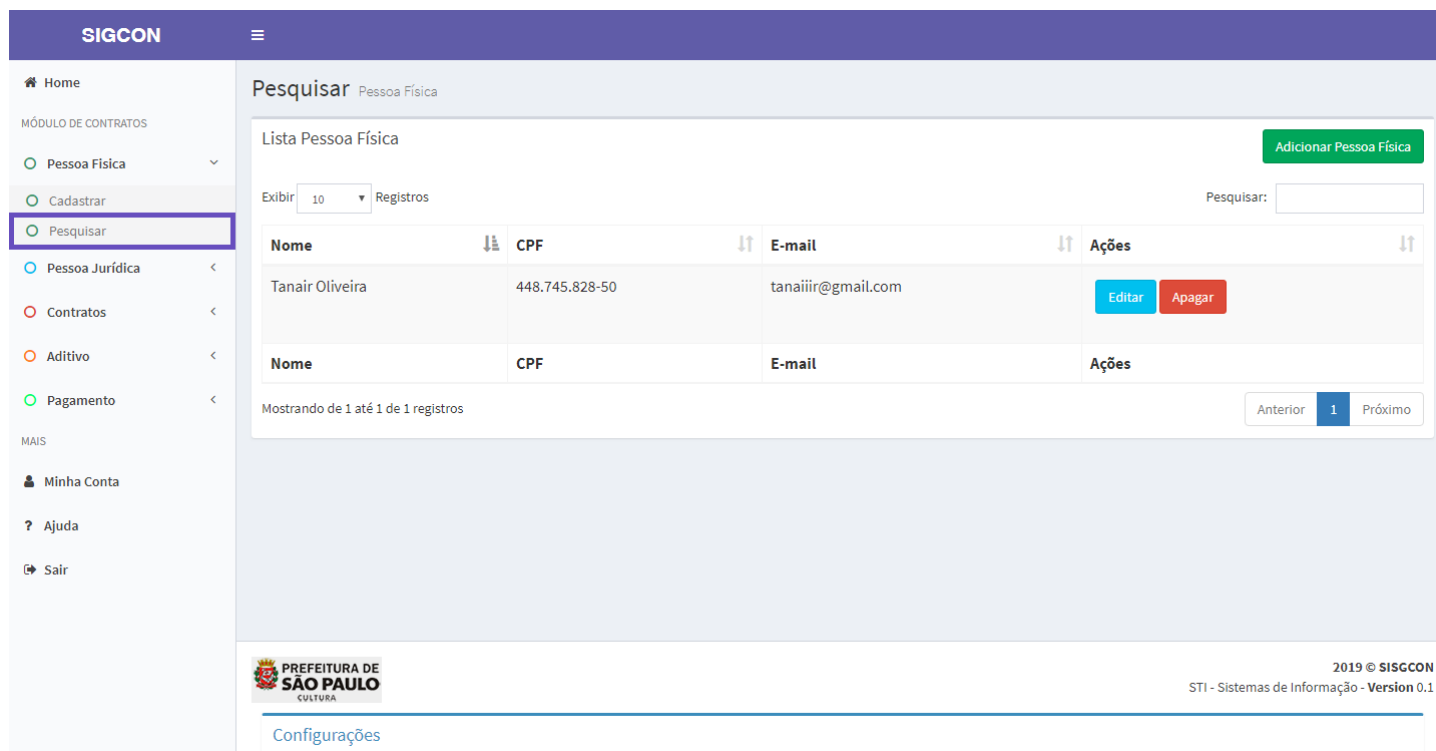 SIGCON
Home
MÓDULO DE CONTRATOS
Pessoa Fisica
Cadastrar
Pesquisar
Pessoa Jurídica
Contratos
Aditivo
Pagamento
MAIS
Minha Conta
? Ajuda
Sair
Pesquisar Pessoa Física
Lista Pessoa Física
Adicionar Pessoa Física
Exibir 10 Registros
Pesquisar:
Nome CPF E-mail Ações
Tanair Oliveira 448.745.828-50 tanaiiir@gmail.com Editar Apagar
Nome CPF E-mail Ações
Mostrando de 1 até 1 de 1 registros
Anterior 1 Próximo
PREFEITURA DE
SÃO PAULO
CULTURA
2019 © SISGCON
STI - Sistemas de Informação - Version 0.1
Configurações